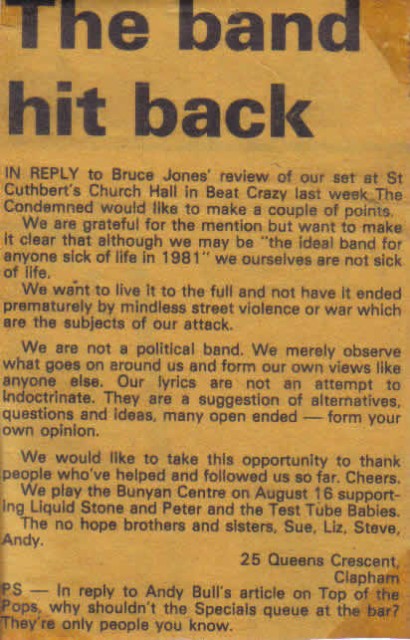 The band
hit back
IN REPLY to Bruce Jones' review of our set at St
Cuthbert's Church Hall in Beat Crazy last week The
Condemned would like to make a couple of points.
We are grateful for the mention but want to make
it clear that although we may be "the ideal band for
anyone sick of life in 1981" we ourselves are not sick
of life.
We want to live it to the full and not have it ended
prematurely by mindless street violence or war which
are the subjects of our attack.
We are not a political band. We merely observe
what goes on around us and form our own views like
anyone else. Our lyrics are not an attempt to
indoctrinate. They are a suggestion of alternatives,
questions and ideas, many open ended — form your
own opinion.
We would like to take this opportunity to thank
people who've helped and followed us so far. Cheers.
We play the Bunyan Centre on August 16 support-
ing Liquid Stone and Peter and the Test Tube Babies.
The no hope brothers and sisters, Sue, Liz, Steve,
Andy.
25 Queens Crescent,
Clapham
PS — In reply to Andy Bull's article on Top of the
Pops, why shouldn't the Specials queue at the bar?
They're only people you know.